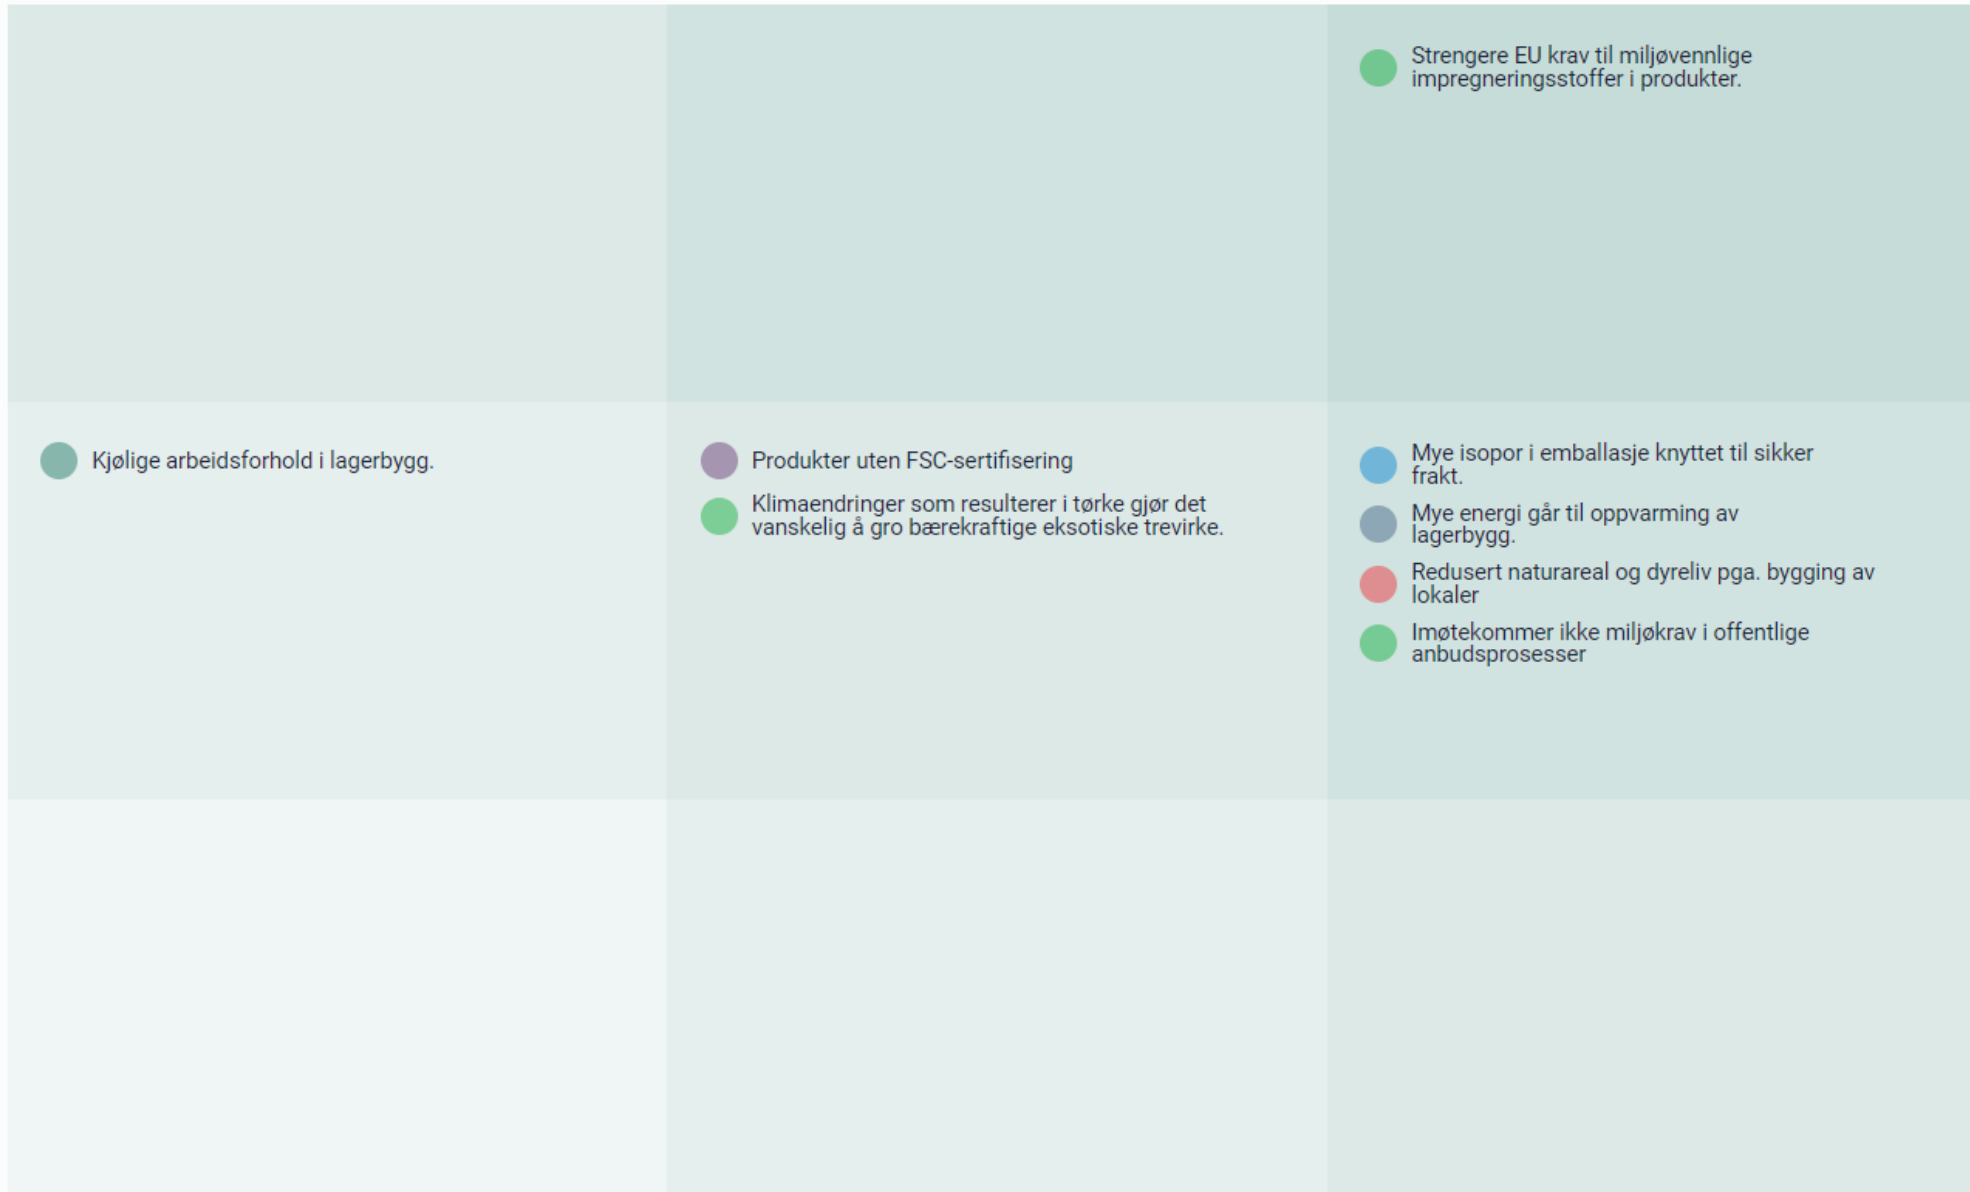 Strengere EU krav til miljøvennlige
impregneringsstoffer i produkter.
Kjølige arbeidsforhold i lagerbygg.
Produkter uten FSC-sertifisering
Klimaendringer som resulterer i tørke gjør det
vanskelig å gro bærekraftige eksotiske trevirke.
Mye isopor i emballasje knyttet til sikker
frakt.
Mye energi går til oppvarming av
lagerbygg.
Redusert naturareal og dyreliv pga. bygging av
lokaler
Imøtekommer ikke miljøkrav i offentlige
anbudsprosesser